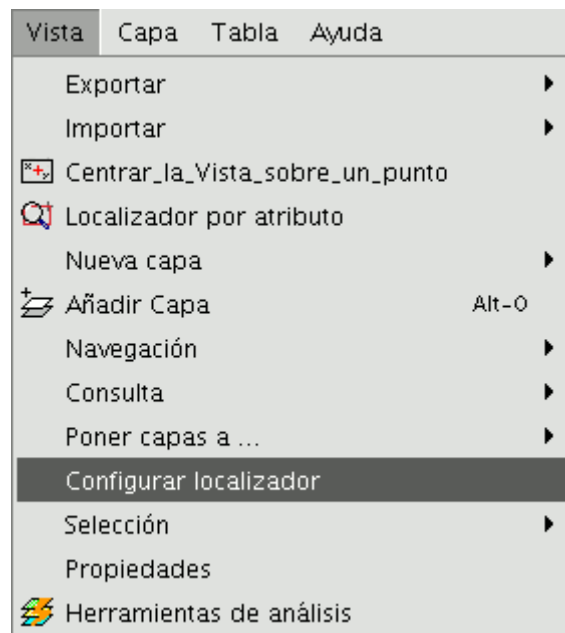 Vista Capa Tabla Ayuda
Exportar
Importar
Centrar_la_Vista_sobre_un_punto
Localizador por atributo
Nueva capa
Añadir Capa Alt-O
Navegación
Consulta
Poner capas a ...
Configurar localizador
Selección
Propiedades
Herramientas de análisis